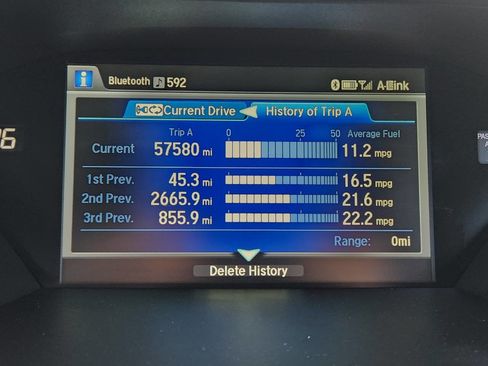 Bluetooth 592 A-Link
Current Drive History of Trip A
Trip A 0 25 50 Average Fuel
Current 57580 mi 11.2 mpg
1st Prev. 45.3 mi 16.5 mpg
2nd Prev. 2665.9 mi 21.6 mpg
3rd Prev. 855.9 mi 22.2 mpg
Range: 0mi
Delete History